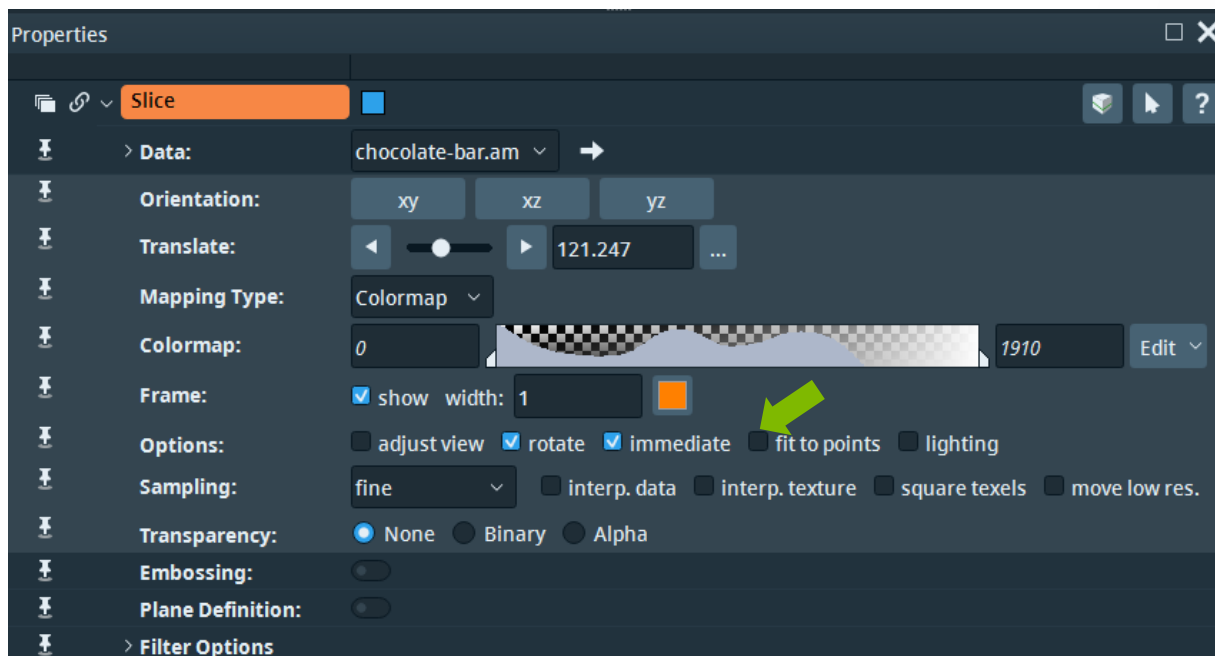 Properties
Slice ?
Data: chocolate-bar.am
Orientation: xy xz yz
Translate: 121.247 ...
Mapping Type: Colormap
Colormap: 0 1910 Edit
Frame: show width: 1
Options: adjust view rotate immediate fit to points lighting
Sampling: fine interp. data interp. texture square texels move low res.
Transparency: None Binary Alpha
Embossing:
Plane Definition:
Filter Options